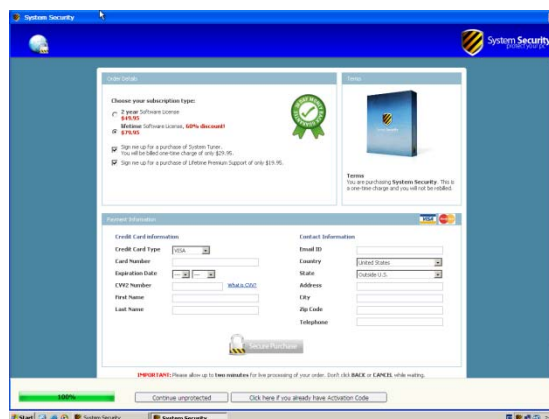 System Security
System Security
protect your pc
Order Details
Terms
Choose your subscription type:
2 year Software License
$49.95
lifetime Software License, 60% discount!
$79.95
Sign me up for a purchase of System Tuner.
You will be billed one-time charge of only $29.95.
Sign me up for a purchase of Lifetime Premium Support of only $19.95.
Terms
You are purchasing System Security. This is
a one-time charge and you will not be rebilled.
Payment Information
VISA
Credit Card information
Contact Information
Credit Card Type
VISA
Email ID
Card Number
Country
United States
Expiration Date
---
---
State
Outside U.S.
CVV2 Number
What is CVV?
Address
First Name
City
Last Name
Zip Code
Telephone
Secure Purchase
IMPORTANT: Please allow up to two minutes for live processing of your order. Don't click BACK or CANCEL while waiting.
100%
Continue unprotected
Click here if you already have Activation Code
Start
System Security
System Security